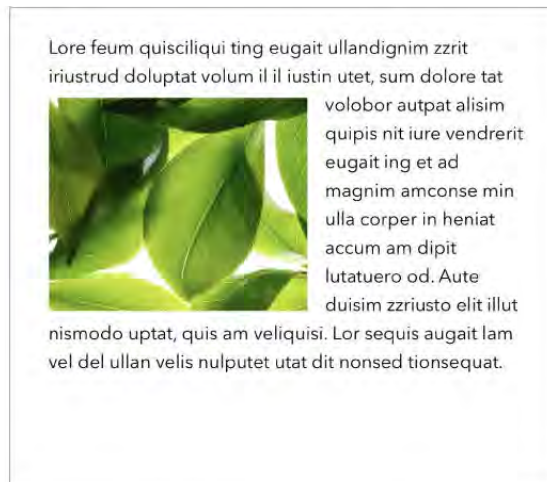 Lore feum quisciliqui ting eugait ullandignim zzrit
iriustrud doluptat volum il il iustin utet, sum dolore tat
volobor autpat alisim
quipis nit iure vendrerit
eugait ing et ad
magnim amconse min
ulla corper in heniat
accum am dipit
lutatuero od. Aute
duisim zzriusto elit illut
nismodo uptat, quis am veliquisi. Lor sequis augait lam
vel del ullan velis nulputet utat dit nonsed tionsequat.